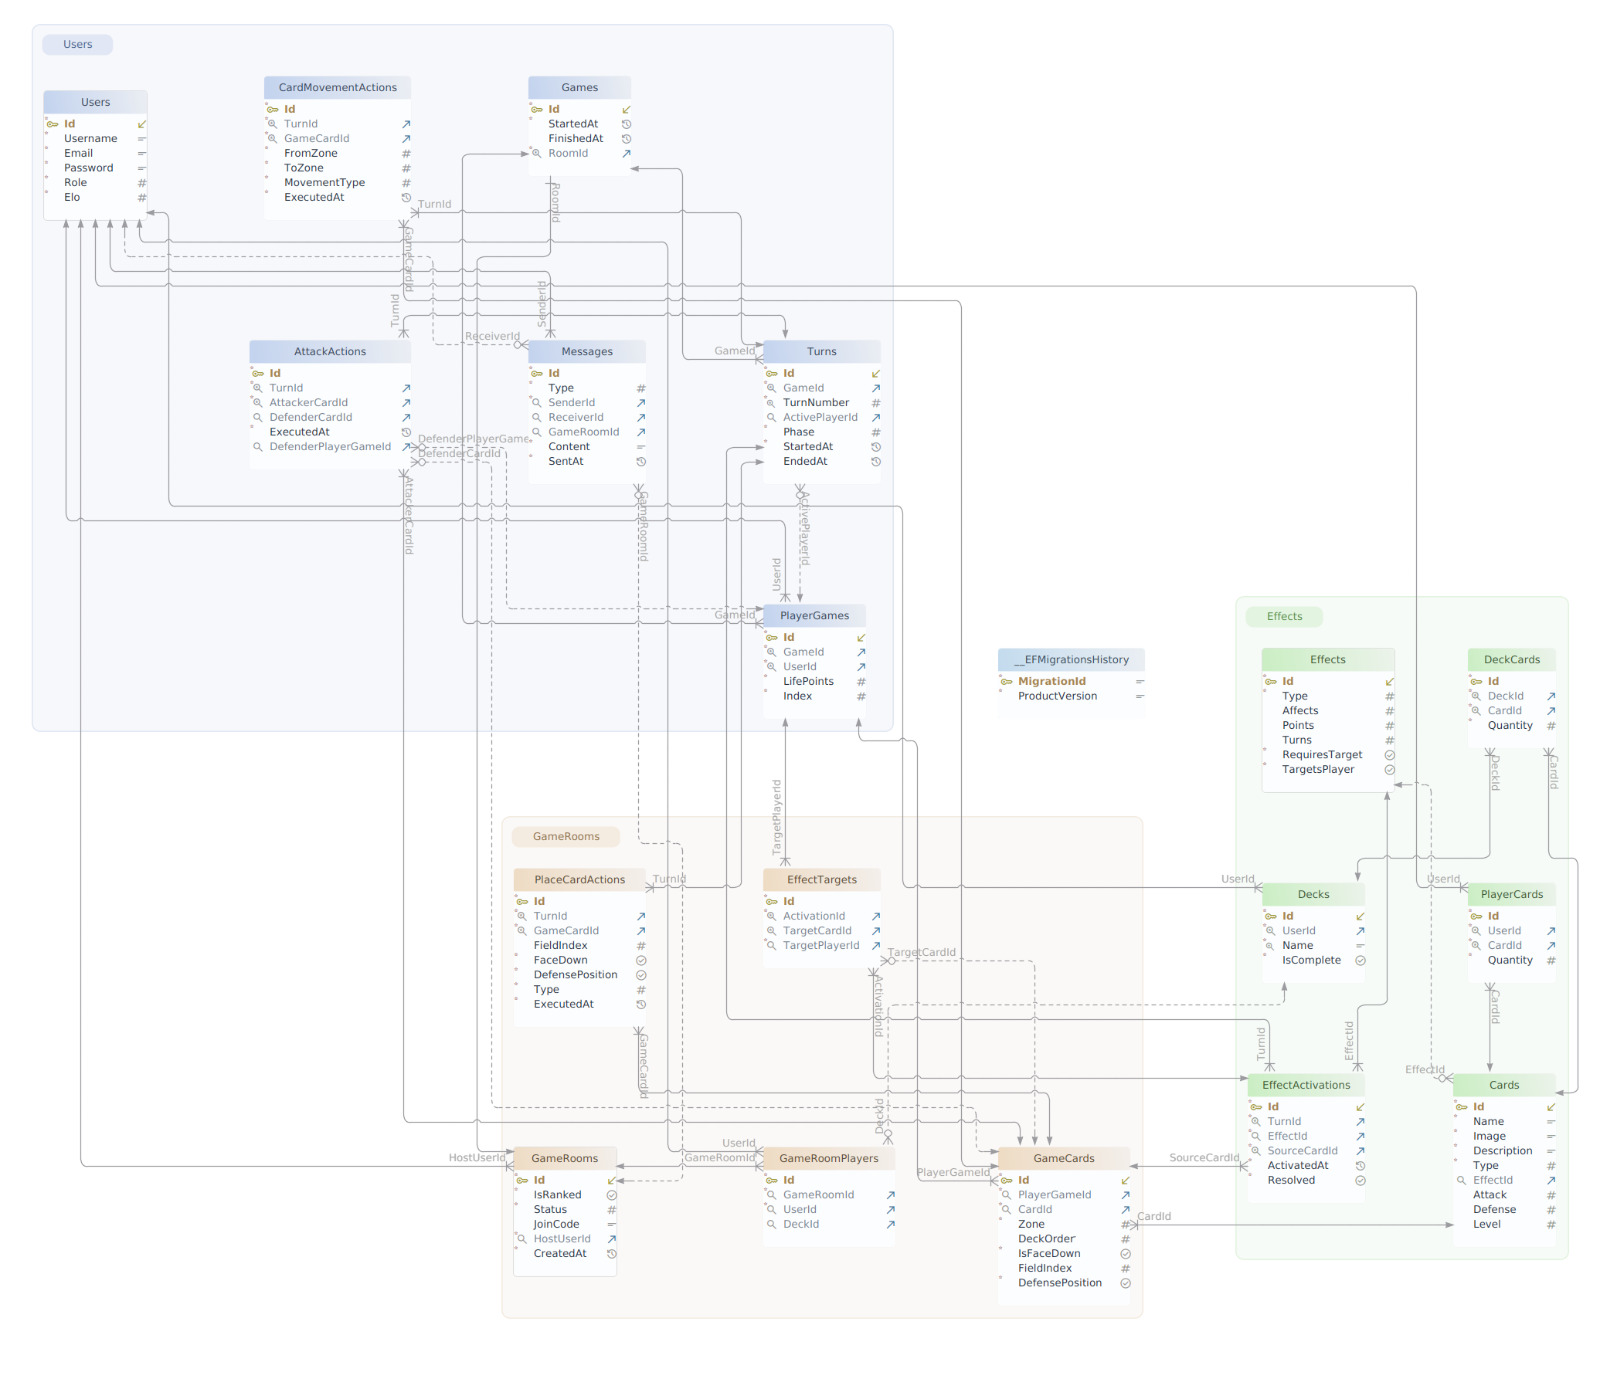 Users
Users
Id
Username
Email
Password
Role
Elo
CardMovementActions
Id
TurnId
GameCardId
FromZone
ToZone
MovementType
ExecutedAt
Games
Id
StartedAt
FinishedAt
RoomId
TurnId
RoomId
GameCardId
TurnId
SenderId
ReceiverId
GameId
AttackActions
Id
TurnId
AttackerCardId
DefenderCardId
ExecutedAt
DefenderPlayerGameId
Messages
Id
Type
SenderId
ReceiverId
GameRoomId
Content
SentAt
Turns
Id
GameId
TurnNumber
ActivePlayerId
Phase
StartedAt
EndedAt
DefenderPlayerGame
DefenderCardId
AttackerCardId
GameRoomId
ActivePlayerId
UserId
GameId
PlayerGames
Id
GameId
UserId
LifePoints
Index
__EFMigrationsHistory
MigrationId
ProductVersion
Effects
Effects
Id
Type
Affects
Points
Turns
RequiresTarget
TargetsPlayer
DeckCards
Id
DeckId
CardId
Quantity
DeckId
CardId
TargetPlayerId
GameRooms
PlaceCardActions
Id
TurnId
GameCardId
FieldIndex
FaceDown
DefensePosition
Type
ExecutedAt
TurnId
EffectTargets
Id
ActivationId
TargetCardId
TargetPlayerId
TargetCardId
ActivationId
UserId
Decks
Id
UserId
Name
IsComplete
UserId
PlayerCards
Id
UserId
CardId
Quantity
CardId
GameCardId
TurnId
EffectId
EffectId
DeckId
HostUserId
GameRooms
Id
IsRanked
Status
JoinCode
HostUserId
CreatedAt
UserId
GameRoomId
GameRoomPlayers
Id
GameRoomId
UserId
DeckId
PlayerGameId
GameCards
Id
PlayerGameId
CardId
Zone
DeckOrder
IsFaceDown
FieldIndex
DefensePosition
SourceCardId
CardId
EffectActivations
Id
TurnId
EffectId
SourceCardId
ActivatedAt
Resolved
Cards
Id
Name
Image
Description
Type
EffectId
Attack
Defense
Level